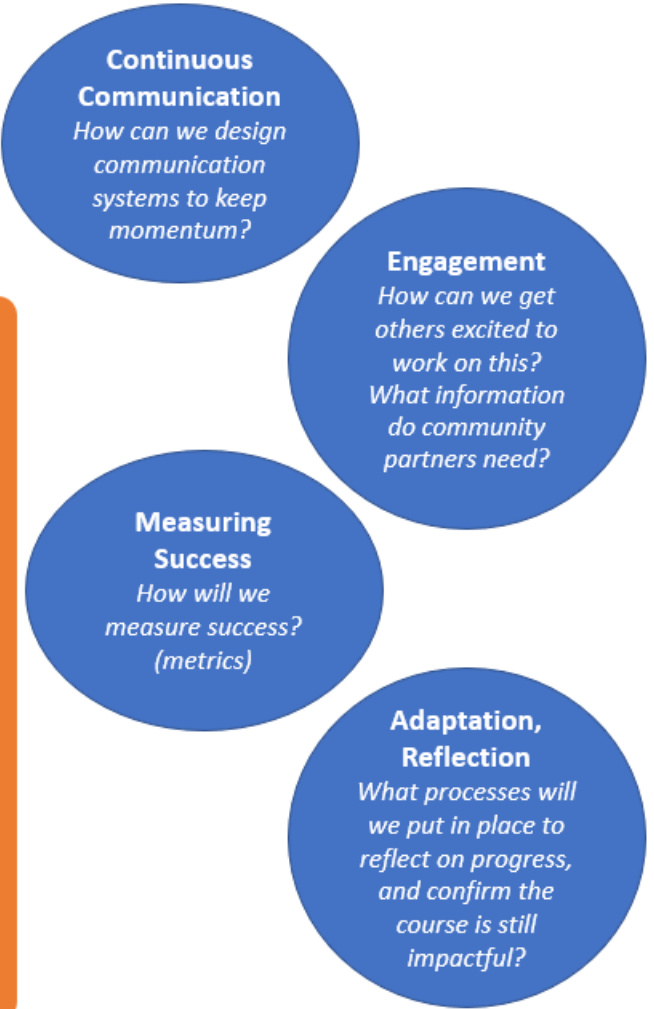 Continuous
Communication
How can we design
communication
systems to keep
momentum?
Engagement
How can we get
others excited to
work on this?
What information
do community
partners need?
Measuring
Success
How will we
measure success?
(metrics)
Adaptation,
Reflection
What processes will
we put in place to
reflect on progress,
and confirm the
course is still
impactful?